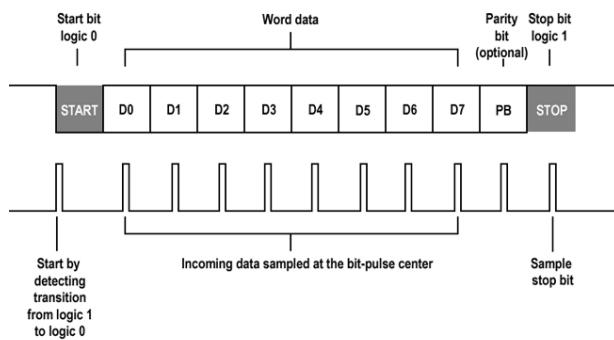 Start bit
logic 0
Word data
Parity
bit
(optional)
Stop bit
logic 1
START D0 D1 D2 D3 D4 D5 D6 D7 PB STOP
Start by
detecting
transition
from logic 1
to logic 0
Incoming data sampled at the bit-pulse center
Sample
stop bit